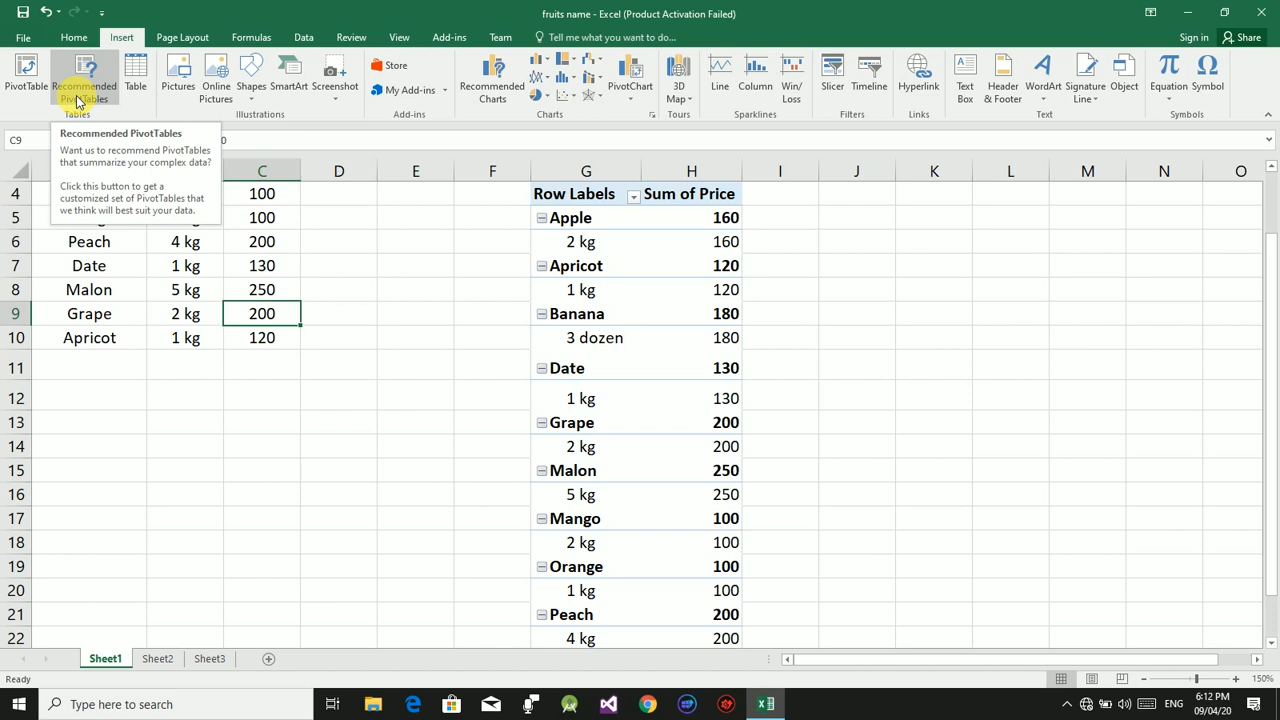 fruits name - Excel (Product Activation Failed)
File Home Insert Page Layout Formulas Data Review View Add-ins Team Tell me what you want to do... Sign in Share
PivotTable Recommended PivotTables Table Pictures Online Pictures Shapes SmartArt Screenshot Store My Add-ins Recommended Charts PivotChart 3D Map Line Column Win/Loss Slicer Timeline Hyperlink Text Box Header & Footer WordArt Signature Line Object Equation Symbol
Tables Illustrations Add-ins Charts Tours Sparklines Filters Links Text Symbols
C9 0
Recommended PivotTables
Want us to recommend PivotTables
that summarize your complex data?
Click this button to get a
customized set of PivotTables that
we think will best suit your data.
C D E F G H I J K L M N O
4 100 Row Labels Sum of Price
5 100 Apple 160
6 Peach 4 kg 200 2 kg 160
7 Date 1 kg 130 Apricot 120
8 Malon 5 kg 250 1 kg 120
9 Grape 2 kg 200 Banana 180
10 Apricot 1 kg 120 3 dozen 180
11 Date 130
12 1 kg 130
13 Grape 200
14 2 kg 200
15 Malon 250
16 5 kg 250
17 Mango 100
18 2 kg 100
19 Orange 100
20 1 kg 100
21 Peach 200
22 4 kg 200
Sheet1 Sheet2 Sheet3
Ready 150%
Type here to search ENG 6:12 PM
09/04/20